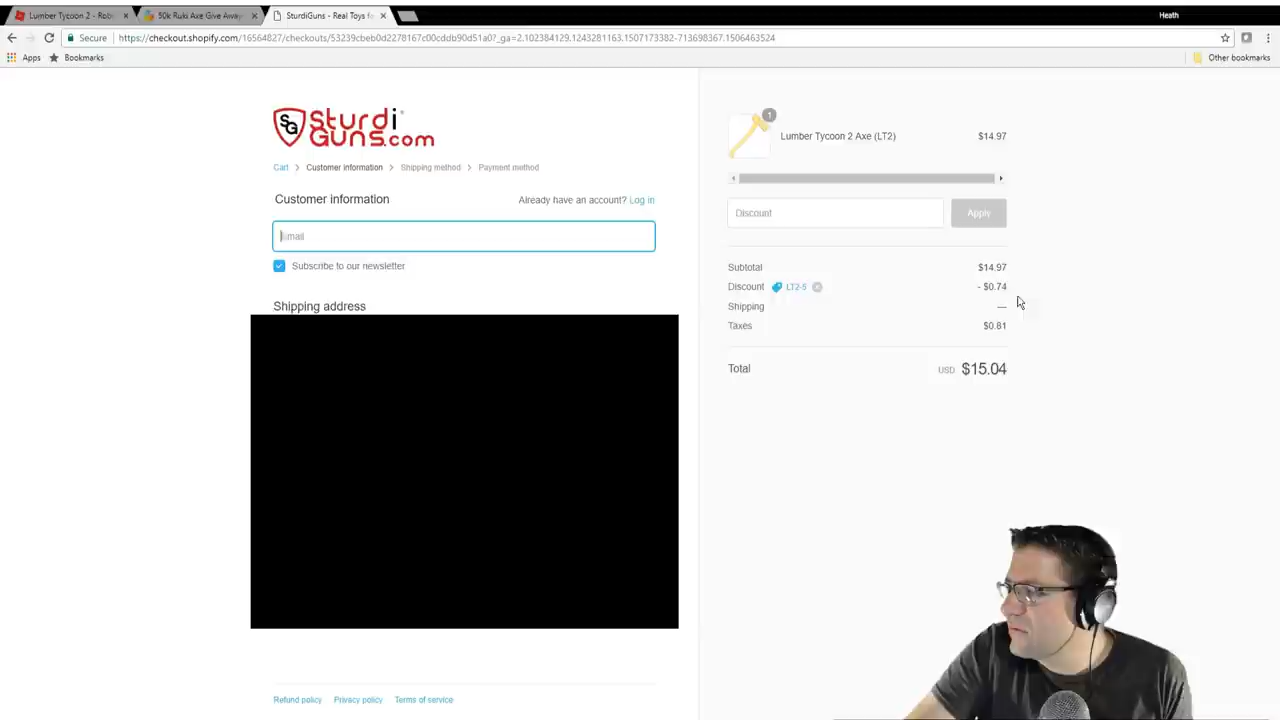 Lumber Tycoon 2 - Rob
50k Ruki Axe Give Away
SturdiGuns - Real Toys f
Heath
Secure
https://checkout.shopify.com/16564827/checkouts/53239cbeb0d2278167c00cddb90d51a0?_ga=2.102384129.1243281163.1507173382-713698367.1506463524
Apps
Bookmarks
Other bookmarks
SG sturdi
Guns.com
Cart > Customer information > Shipping method > Payment method
Customer information
Already have an account? Log in
Email
Subscribe to our newsletter
Shipping address
Refund policy
Privacy policy
Terms of service
1
Lumber Tycoon 2 Axe (LT2)
$14.97
Discount
Apply
Subtotal
$14.97
Discount
LT2-5
- $0.74
Shipping
—
Taxes
$0.81
Total
USD $15.04